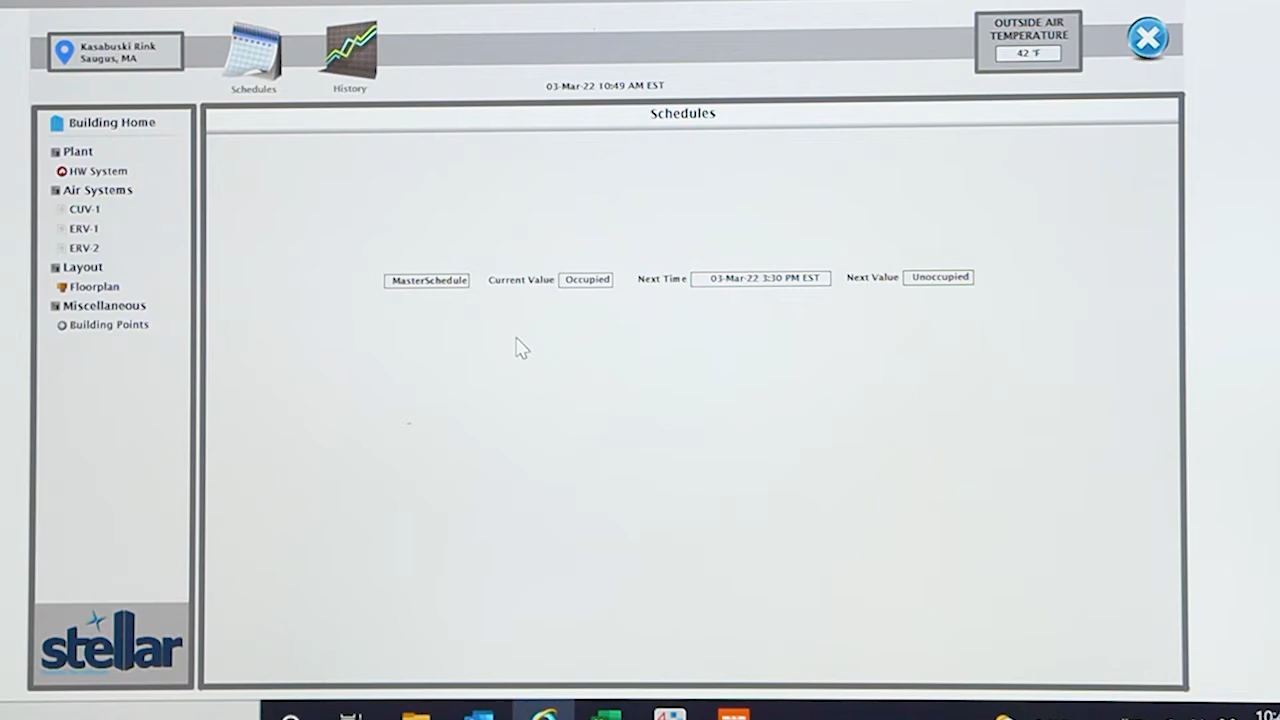 Kasabuski Rink
Saugus, MA
Schedules
History
03-Mar-22 10:49 AM EST
OUTSIDE AIR
TEMPERATURE
42 °F
Building Home
Plant
HW System
Air Systems
CUV-1
ERV-1
ERV-2
Layout
Floorplan
Miscellaneous
Building Points
Schedules
MasterSchedule Current Value Occupied Next Time 03-Mar-22 3:30 PM EST Next Value Unoccupied
stellar